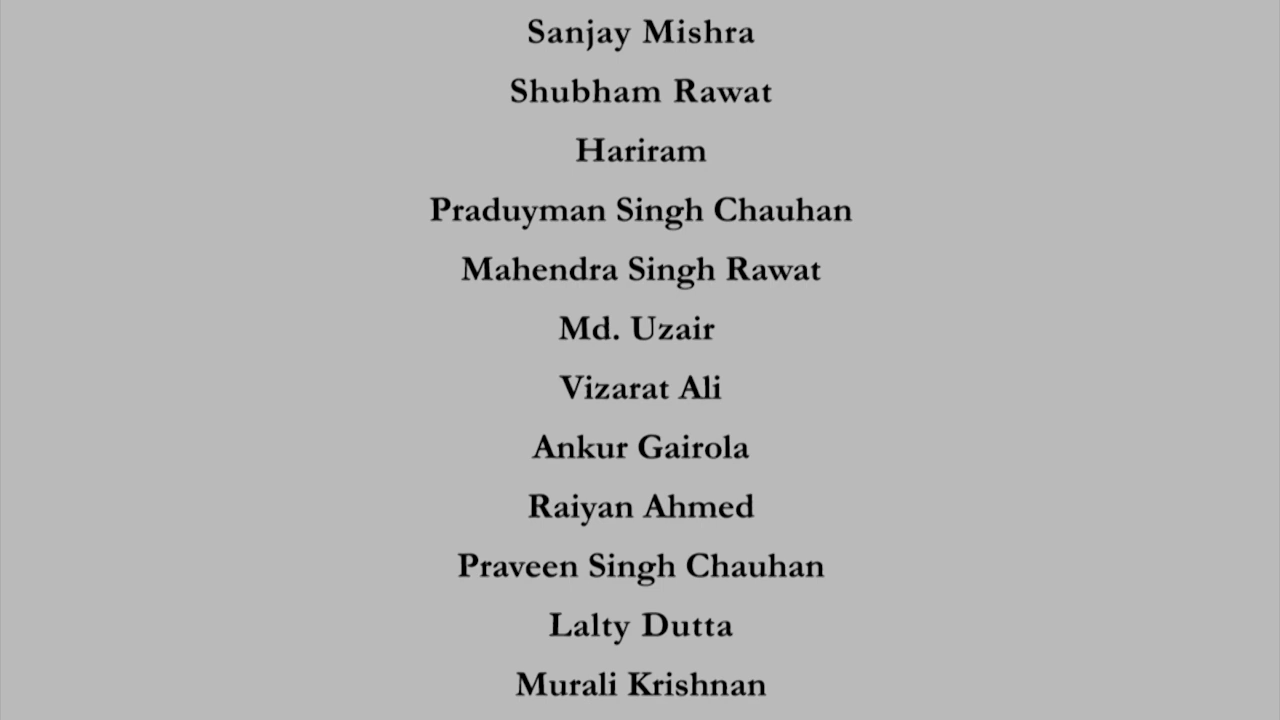 Sanjay Mishra
Shubham Rawat
Hariram
Praduyman Singh Chauhan
Mahendra Singh Rawat
Md. Uzair
Vizarat Ali
Ankur Gairola
Raiyan Ahmed
Praveen Singh Chauhan
Lalty Dutta
Murali Krishnan